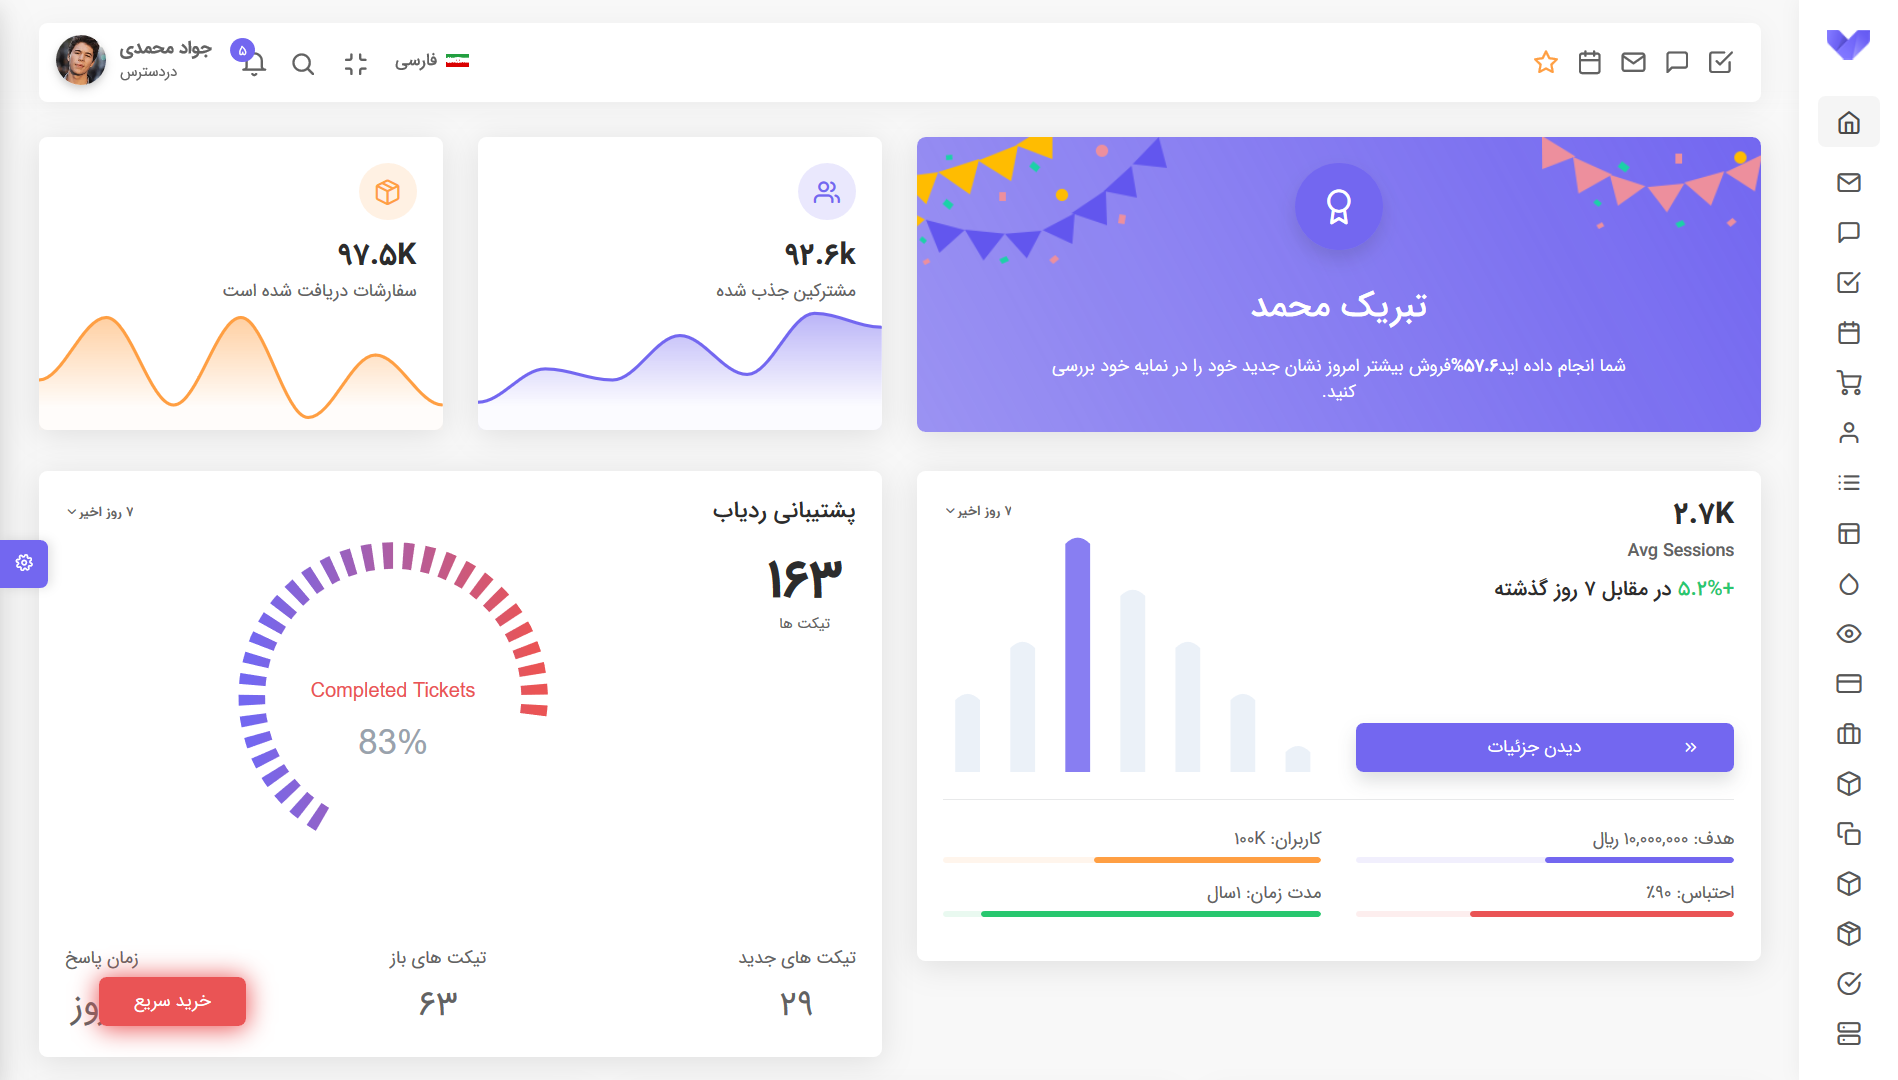 فارسی
۵
جواد محمدی
دردسترس
تبریک محمد
شما انجام داده اید۵۷.۶%فروش بیشتر امروز نشان جدید خود را در نمایه خود بررسی
کنید.
۹۲.۶k
مشترکین جذب شده
۹۷.۵K
سفارشات دریافت شده است
۲.۷K
Avg Sessions
+۵.۲% در مقابل ۷ روز گذشته
۷ روز اخیر
دیدن جزئیات »
هدف: ۱۰,۰۰۰,۰۰۰ ریال
کاربران: ۱۰۰K
احتباس: ۹۰٪
مدت زمان: ۱سال
پشتیبانی ردیاب
۷ روز اخیر
۱۶۳
تیکت ها
Completed Tickets
83%
تیکت های جدید
۲۹
تیکت های باز
۶۳
زمان پاسخ
خرید سریع